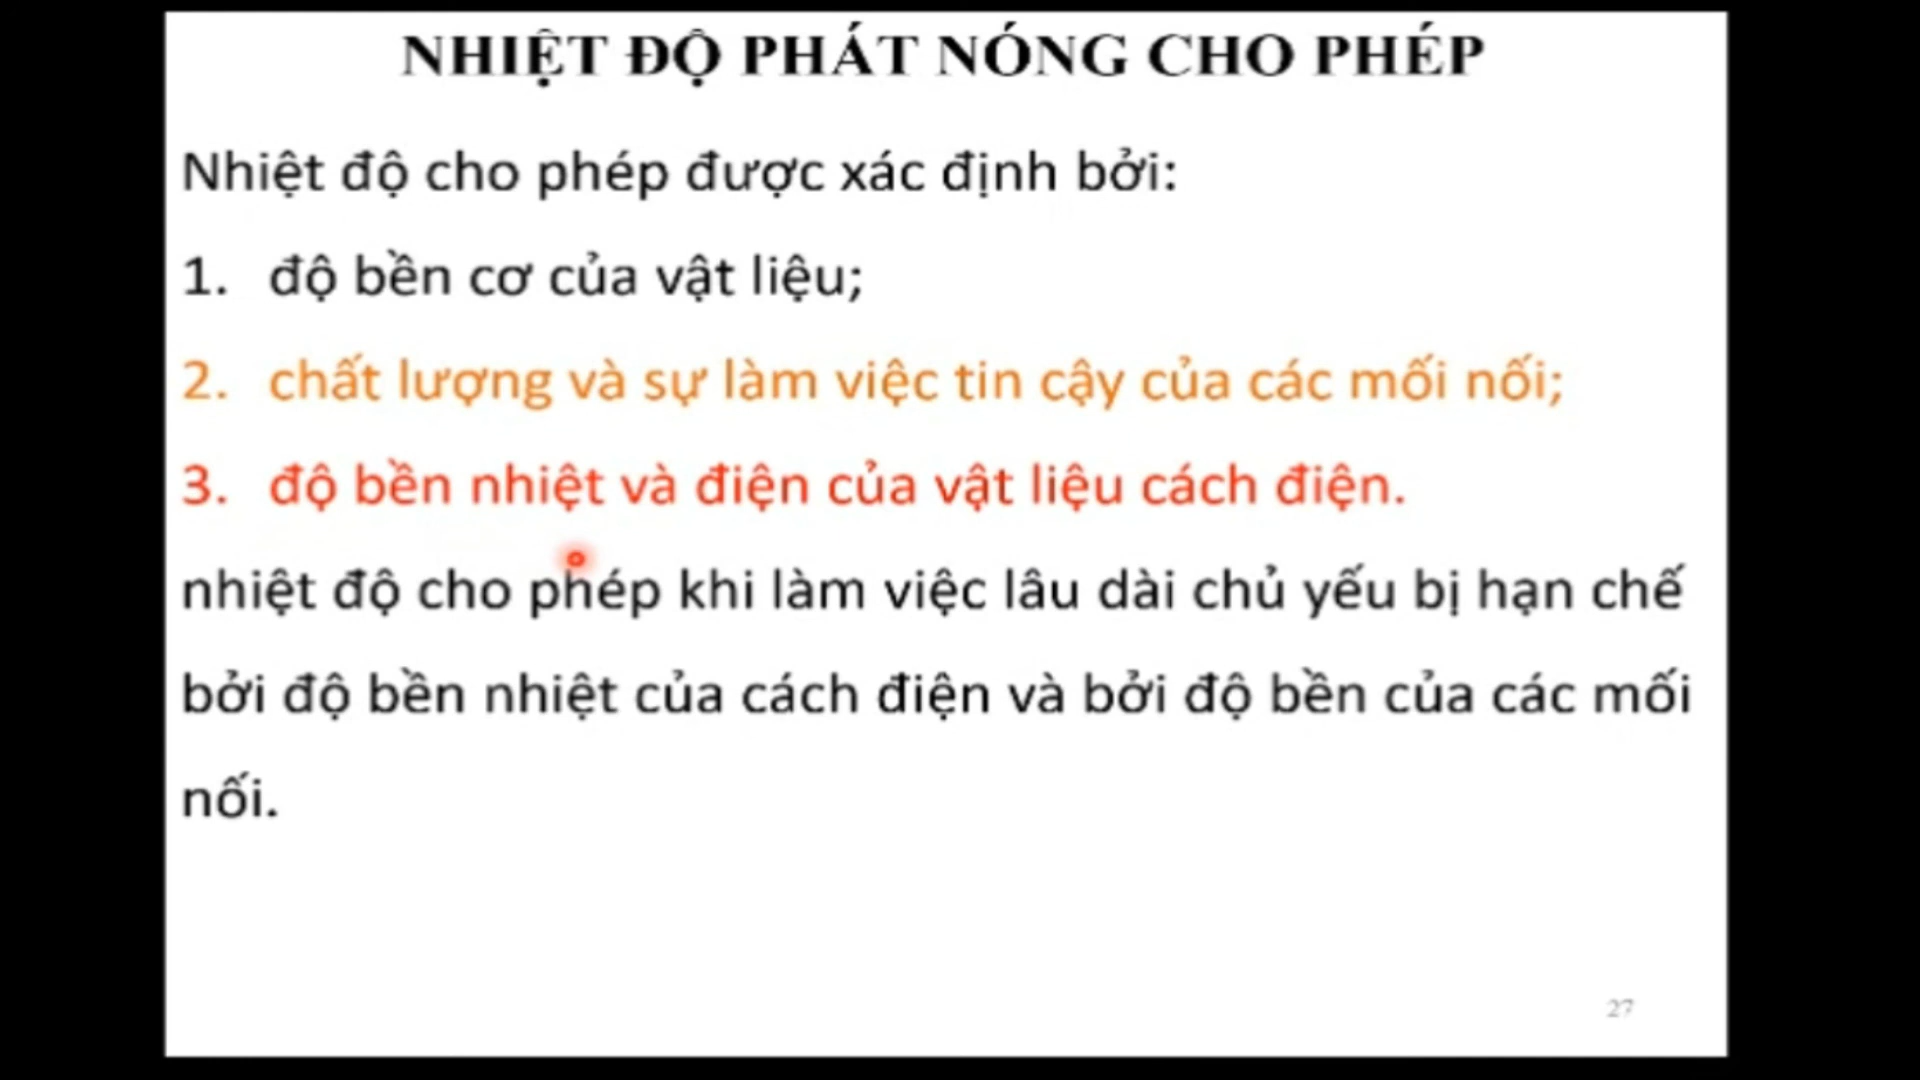 NHIỆT ĐỘ PHÁT NÓNG CHO PHÉP
Nhiệt độ cho phép được xác định bởi:
1. độ bền cơ của vật liệu;
2. chất lượng và sự làm việc tin cậy của các mối nối;
3. độ bền nhiệt và điện của vật liệu cách điện.
nhiệt độ cho phép khi làm việc lâu dài chủ yếu bị hạn chế
bởi độ bền nhiệt của cách điện và bởi độ bền của các mối
nối.
27